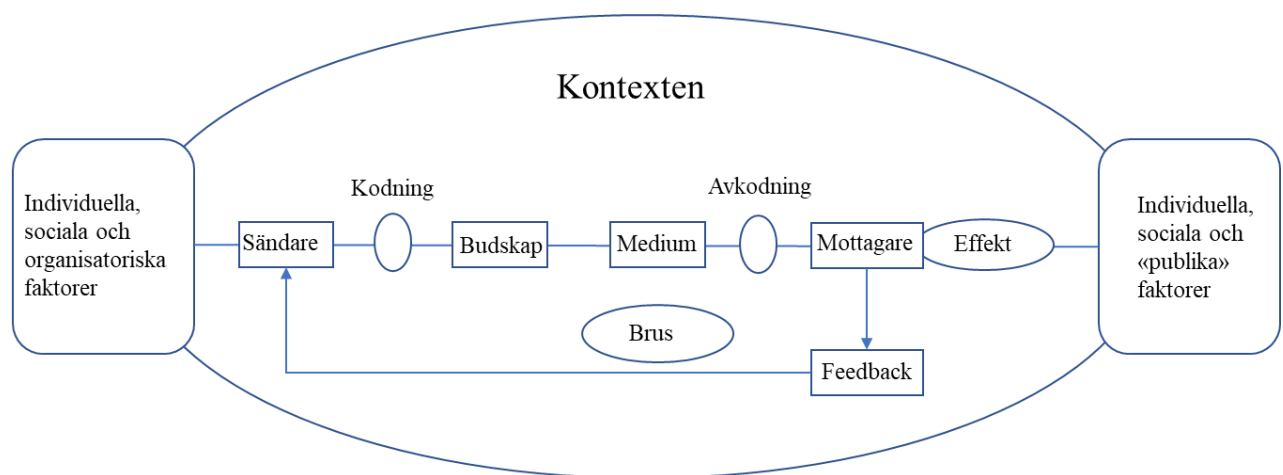 Kontexten
Individuella,
sociala och
organisatoriska
faktorer
Sändare
Kodning
Budskap
Medium
Avkodning
Mottagare
Effekt
Individuella,
sociala och
«publika»
faktorer
Brus
Feedback